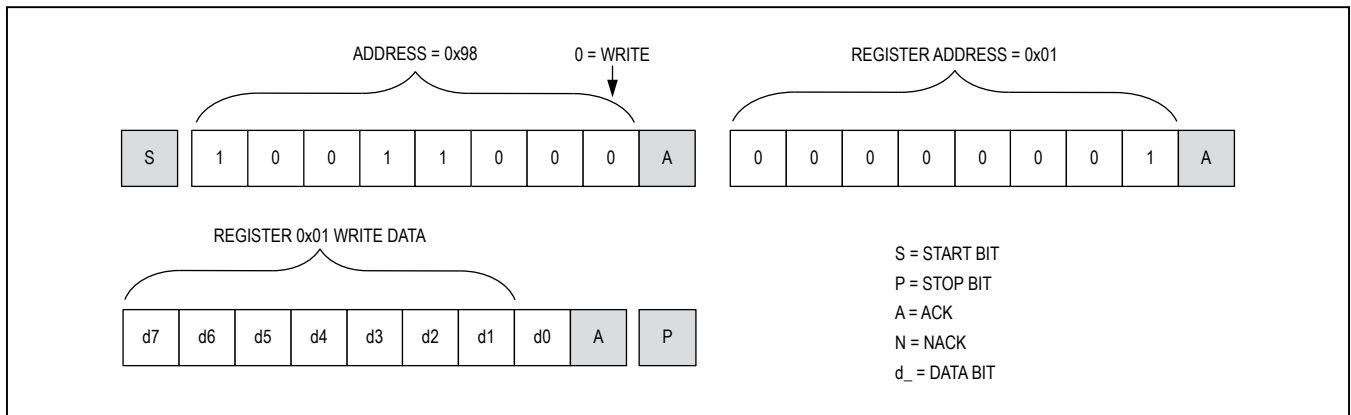 ADDRESS = 0x98 0 = WRITE REGISTER ADDRESS = 0x01
S 1 0 0 1 1 0 0 0 A 0 0 0 0 0 0 0 1 A
REGISTER 0x01 WRITE DATA
d7 d6 d5 d4 d3 d2 d1 d0 A P
S = START BIT
P = STOP BIT
A = ACK
N = NACK
d_ = DATA BIT